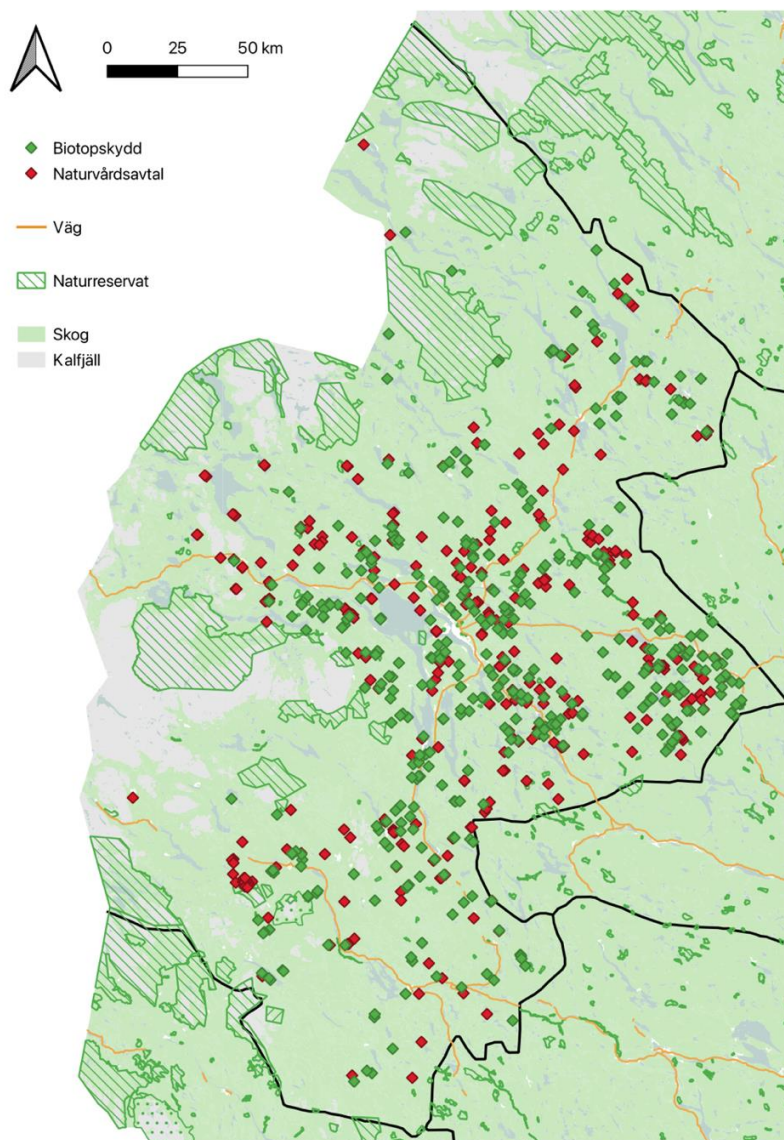 0 25 50 km
Biotopskydd
Naturvårdsavtal
Väg
Naturreservat
Skog
Kalfjäll